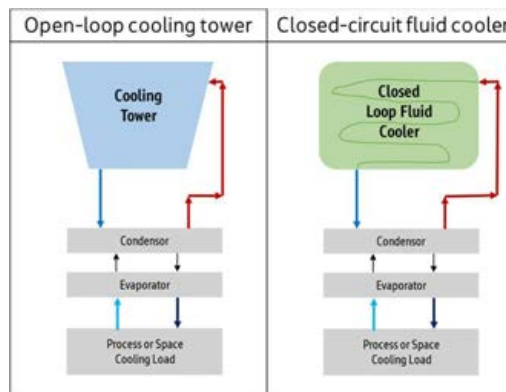 Open-loop cooling tower
Closed-circuit fluid cooler
Cooling
Tower
Condensor
Evaporator
Process or Space
Cooling Load
Closed
Loop Fluid
Cooler
Condensor
Evaporator
Process or Space
Cooling Load